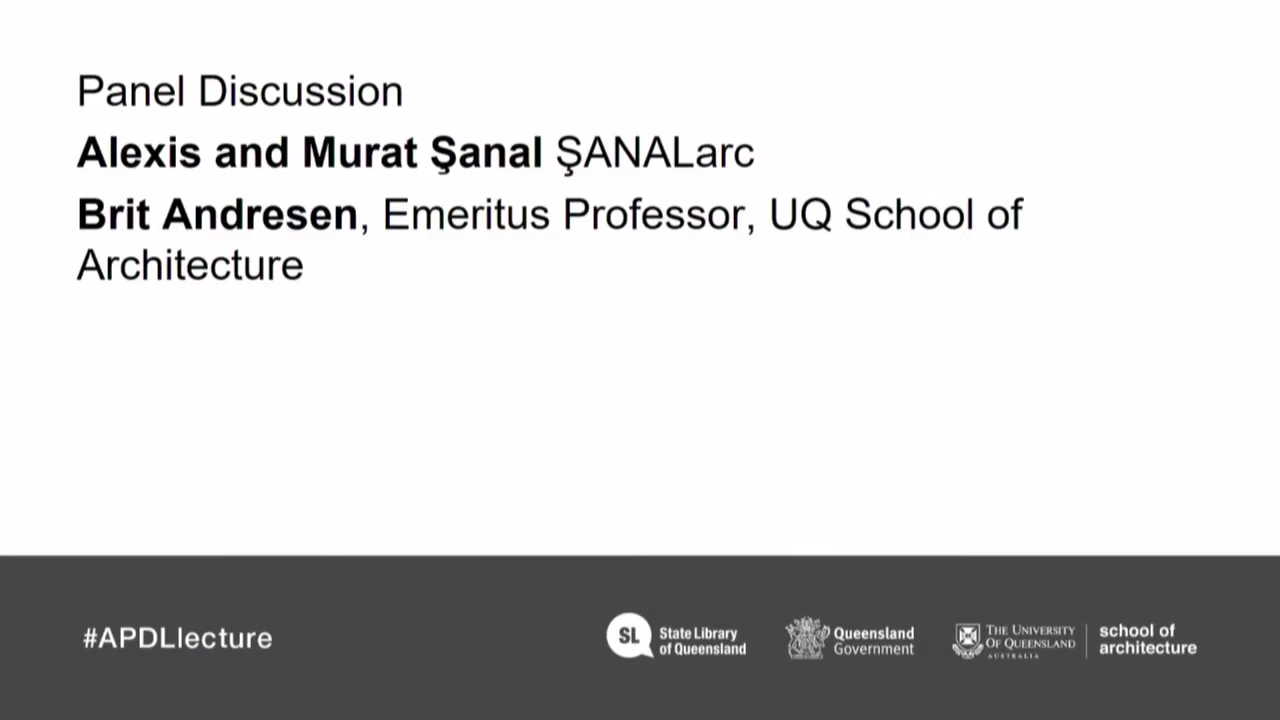 Panel Discussion
Alexis and Murat Şanal ŞANALarc
Brit Andresen, Emeritus Professor, UQ School of
Architecture
#APDLlecture
SL
State Library
of Queensland
Queensland
Government
THE UNIVERSITY
OF QUEENSLAND
AUSTRALIA
school of
architecture